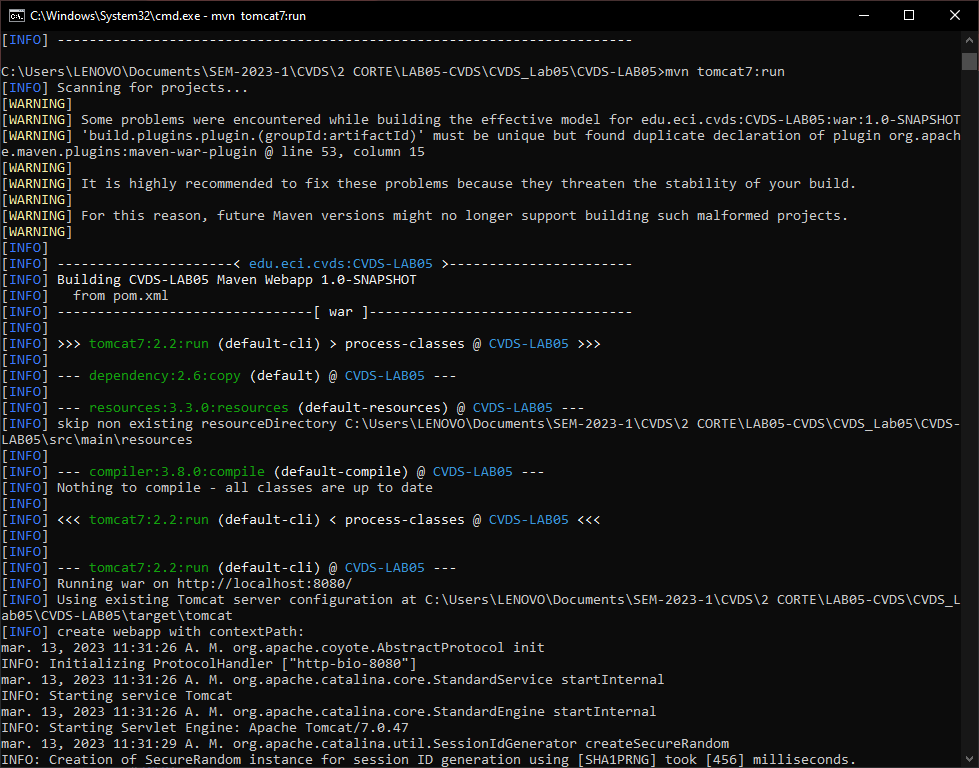 C:\Windows\System32\cmd.exe - mvn  tomcat7:run
[INFO] ------------------------------------------------------------------------
C:\Users\LENOVO\Documents\SEM-2023-1\CVDS\2 CORTE\LAB05-CVDS\CVDS_Lab05\CVDS-LAB05>mvn tomcat7:run
[INFO] Scanning for projects...
[WARNING]
[WARNING] Some problems were encountered while building the effective model for edu.eci.cvds:CVDS-LAB05:war:1.0-SNAPSHOT
[WARNING] 'build.plugins.plugin.(groupId:artifactId)' must be unique but found duplicate declaration of plugin org.apach
e.maven.plugins:maven-war-plugin @ line 53, column 15
[WARNING]
[WARNING] It is highly recommended to fix these problems because they threaten the stability of your build.
[WARNING]
[WARNING] For this reason, future Maven versions might no longer support building such malformed projects.
[WARNING]
[INFO]
[INFO] ----------------------< edu.eci.cvds:CVDS-LAB05 >-----------------------
[INFO] Building CVDS-LAB05 Maven Webapp 1.0-SNAPSHOT
[INFO]   from pom.xml
[INFO] --------------------------------[ war ]---------------------------------
[INFO]
[INFO] >>> tomcat7:2.2:run (default-cli) > process-classes @ CVDS-LAB05 >>>
[INFO]
[INFO] --- dependency:2.6:copy (default) @ CVDS-LAB05 ---
[INFO]
[INFO] --- resources:3.3.0:resources (default-resources) @ CVDS-LAB05 ---
[INFO] skip non existing resourceDirectory C:\Users\LENOVO\Documents\SEM-2023-1\CVDS\2 CORTE\LAB05-CVDS\CVDS_Lab05\CVDS-
LAB05\src\main\resources
[INFO]
[INFO] --- compiler:3.8.0:compile (default-compile) @ CVDS-LAB05 ---
[INFO] Nothing to compile - all classes are up to date
[INFO]
[INFO] <<< tomcat7:2.2:run (default-cli) < process-classes @ CVDS-LAB05 <<<
[INFO]
[INFO]
[INFO] --- tomcat7:2.2:run (default-cli) @ CVDS-LAB05 ---
[INFO] Running war on http://localhost:8080/
[INFO] Using existing Tomcat server configuration at C:\Users\LENOVO\Documents\SEM-2023-1\CVDS\2 CORTE\LAB05-CVDS\CVDS_L
ab05\CVDS-LAB05\target\tomcat
[INFO] create webapp with contextPath:
mar. 13, 2023 11:31:26 A. M. org.apache.coyote.AbstractProtocol init
INFO: Initializing ProtocolHandler ["http-bio-8080"]
mar. 13, 2023 11:31:26 A. M. org.apache.catalina.core.StandardService startInternal
INFO: Starting service Tomcat
mar. 13, 2023 11:31:26 A. M. org.apache.catalina.core.StandardEngine startInternal
INFO: Starting Servlet Engine: Apache Tomcat/7.0.47
mar. 13, 2023 11:31:29 A. M. org.apache.catalina.util.SessionIdGenerator createSecureRandom
INFO: Creation of SecureRandom instance for session ID generation using [SHA1PRNG] took [456] milliseconds.